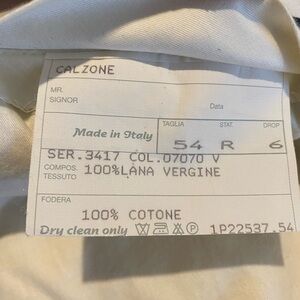 CALZONE
MR.
SIGNOR
Data
Made in Italy
TAGLIA STAT. DROP
54 R 6
SER.3417 COL.07070 V
COMPOS. TESSUTO 100%LANA VERGINE
FODERA
100% COTONE
Dry clean only 1P22537.54